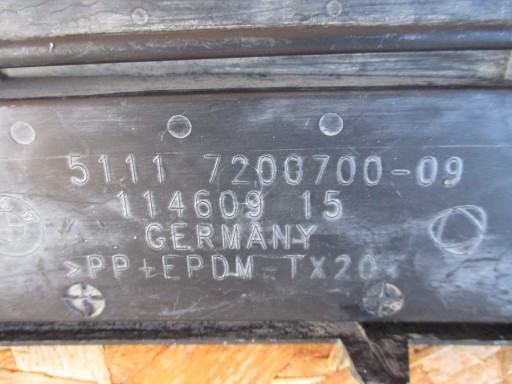 5111 7200700-09
114609 15
GERMANY
>PP+EPDM-TX20<